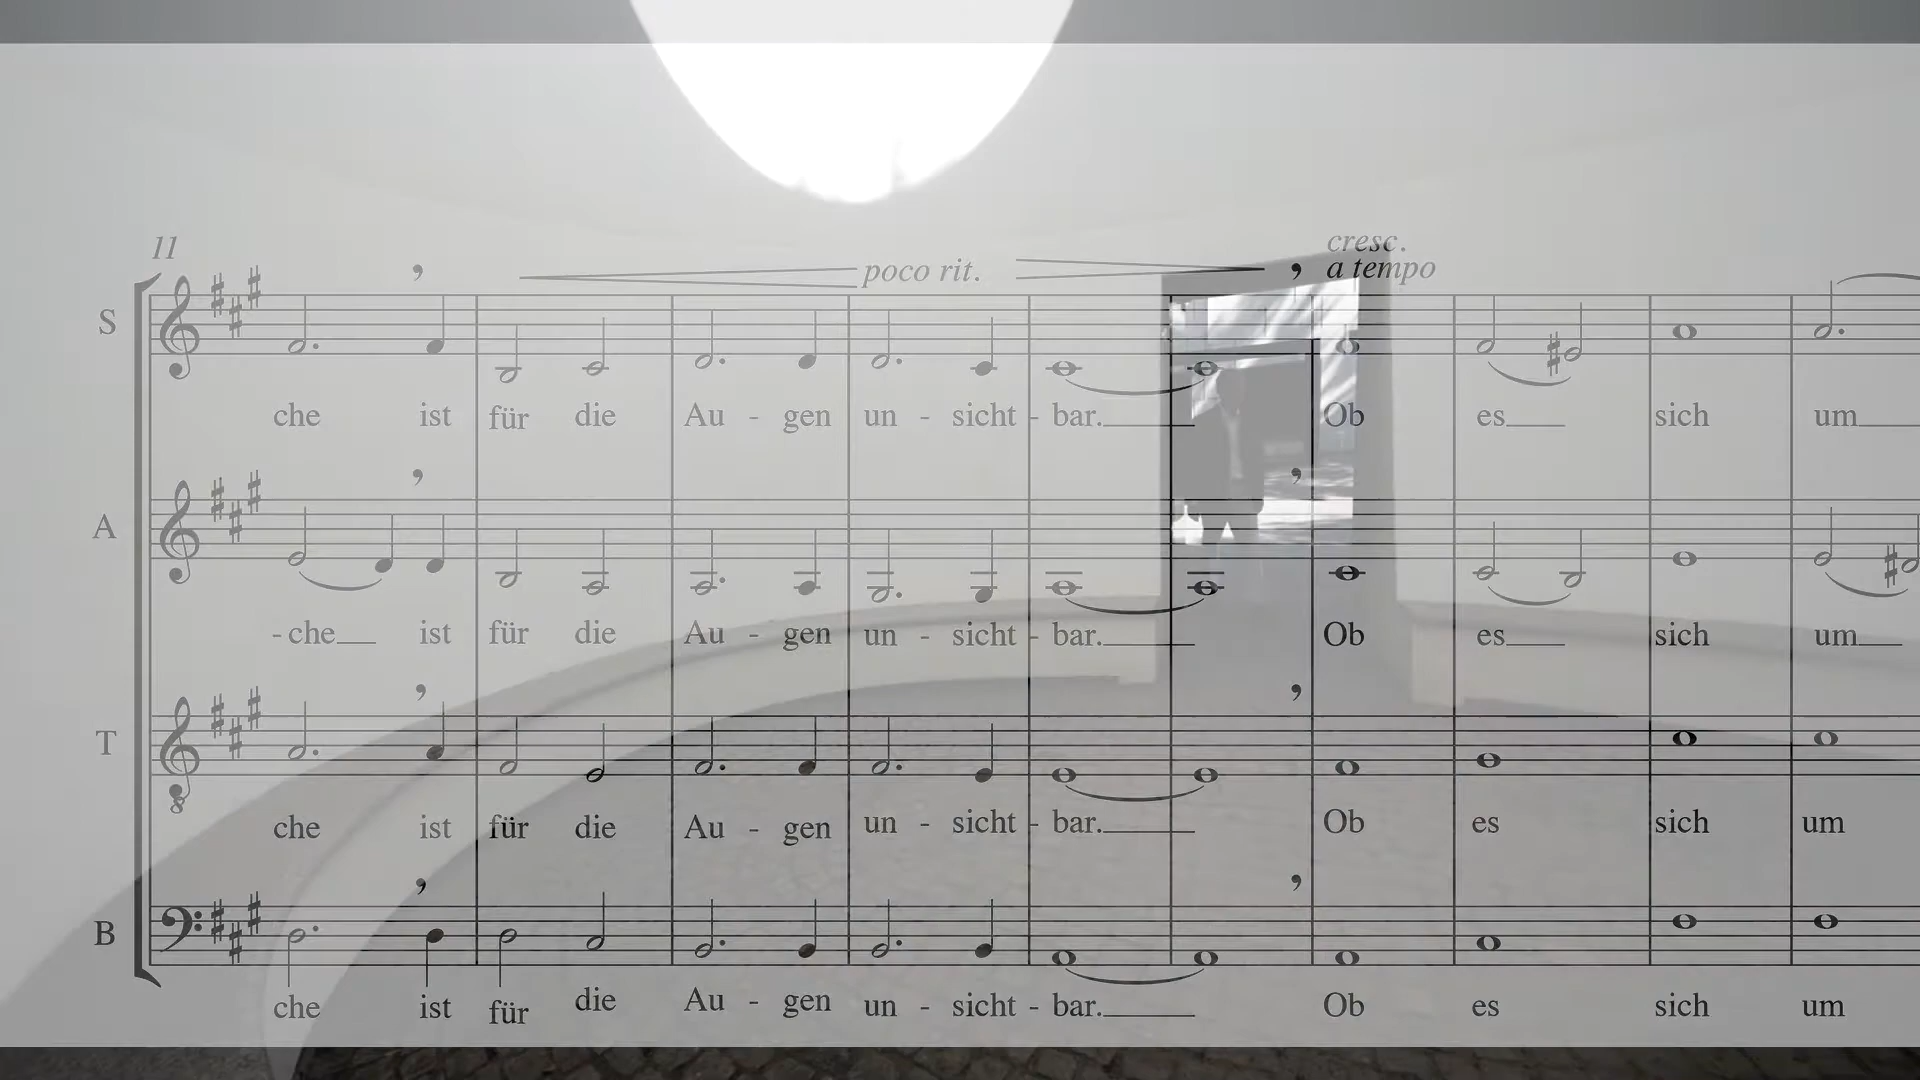 11
cresc.
poco rit.
a tempo
S
che ist für die Au - gen un - sicht - bar. Ob es sich um
A
- che ist für die Au - gen un - sicht - bar. Ob es sich um
T
8
che ist für die Au - gen un - sicht - bar. Ob es sich um
B
che ist für die Au - gen un - sicht - bar. Ob es sich um